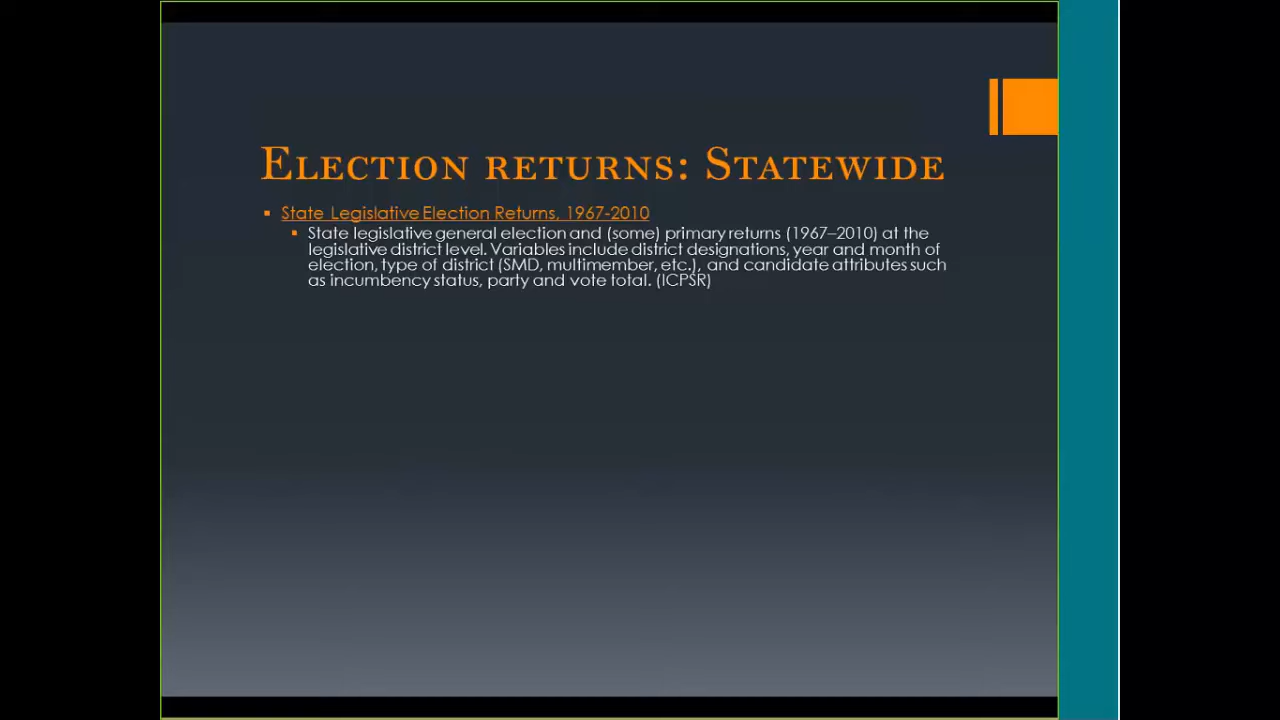 Election returns: Statewide
State Legislative Election Returns, 1967-2010
State legislative general election and (some) primary returns (1967–2010) at the
legislative district level. Variables include district designations, year and month of
election, type of district (SMD, multimember, etc.), and candidate attributes such
as incumbency status, party and vote total. (ICPSR)